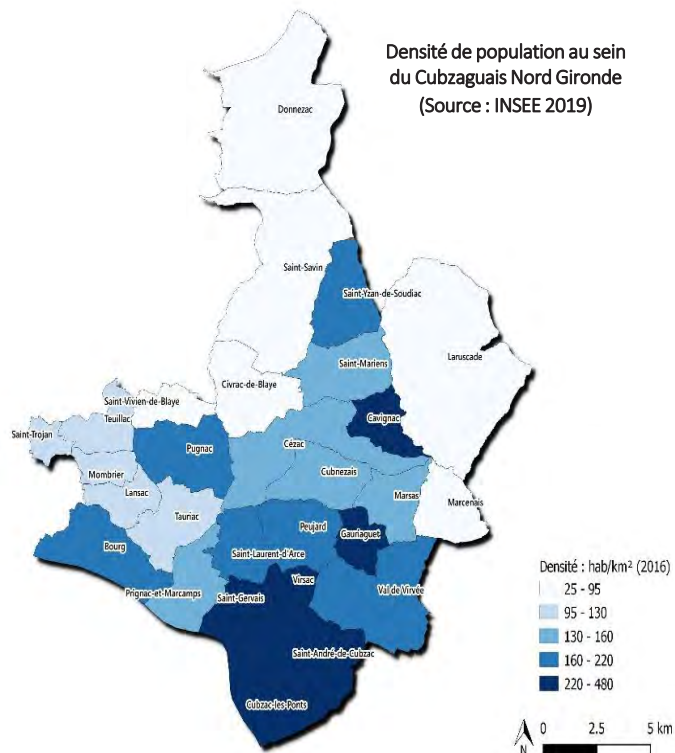 Densité de population au sein
du Cubzaguais Nord Gironde
(Source : INSEE 2019)
Donnezac
Saint-Savin
Saint-Yzan-de-Soudiac
Laruscade
Saint-Mariens
Civrac-de-Blaye
Saint-Vivien-de-Blaye
Cavignac
Teuillac
Saint-Trojan
Pugnac
Cézac
Mombrier
Cubnezais
Lansac
Marsas
Marcenais
Tauriac
Peujard
Gauriaguet
Bourg
Saint-Laurent-d'Arce
Virsac
Val de Virvée
Prignac-et-Marcamps
Saint-Gervais
Saint-André-de-Cubzac
Cubzac-les-Ponts
Densité : hab/km² (2016)
25 - 95
95 - 130
130 - 160
160 - 220
220 - 480
N
0 2.5 5 km